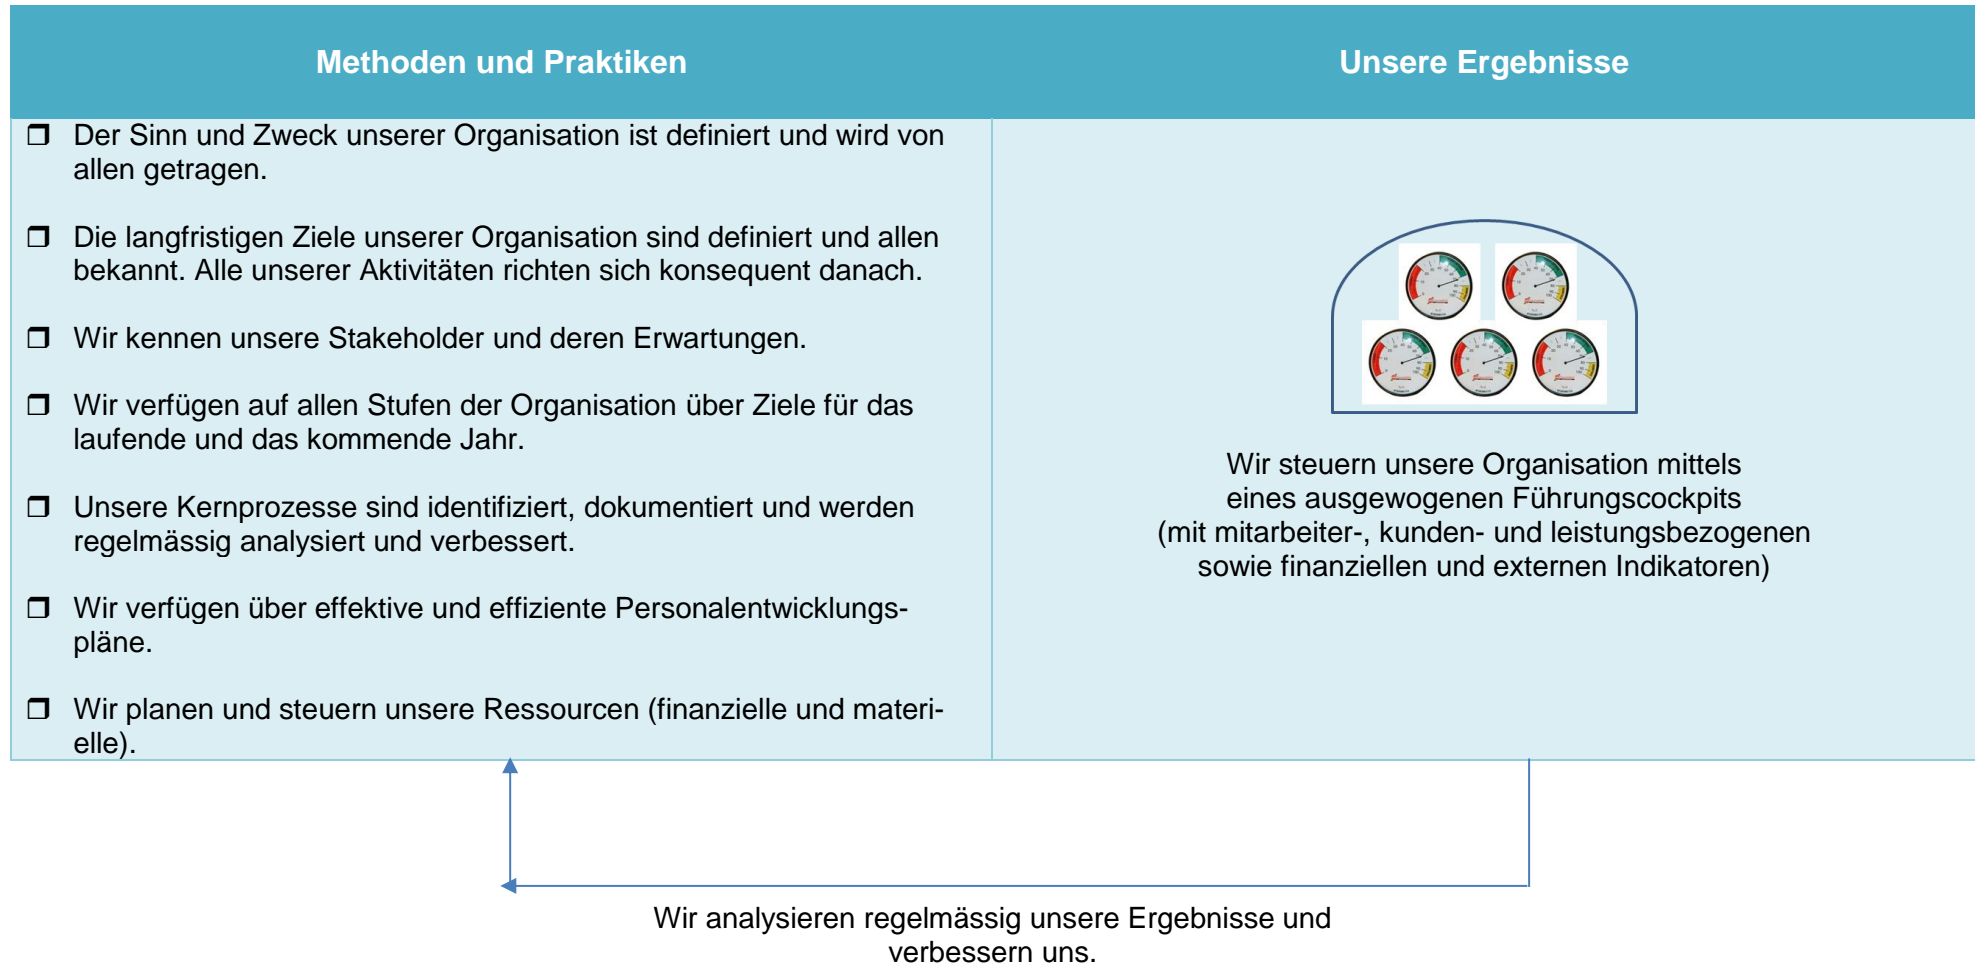 Methoden und Praktiken
Unsere Ergebnisse
❒ Der Sinn und Zweck unserer Organisation ist definiert und wird von
allen getragen.
❒ Die langfristigen Ziele unserer Organisation sind definiert und allen
bekannt. Alle unserer Aktivitäten richten sich konsequent danach.
❒ Wir kennen unsere Stakeholder und deren Erwartungen.
❒ Wir verfügen auf allen Stufen der Organisation über Ziele für das
laufende und das kommende Jahr.
❒ Unsere Kernprozesse sind identifiziert, dokumentiert und werden
regelmässig analysiert und verbessert.
❒ Wir verfügen über effektive und effiziente Personalentwicklungs-
pläne.
❒ Wir planen und steuern unsere Ressourcen (finanzielle und materi-
elle).
Wir steuern unsere Organisation mittels
eines ausgewogenen Führungscockpits
(mit mitarbeiter-, kunden- und leistungsbezogenen
sowie finanziellen und externen Indikatoren)
Wir analysieren regelmässig unsere Ergebnisse und
verbessern uns.